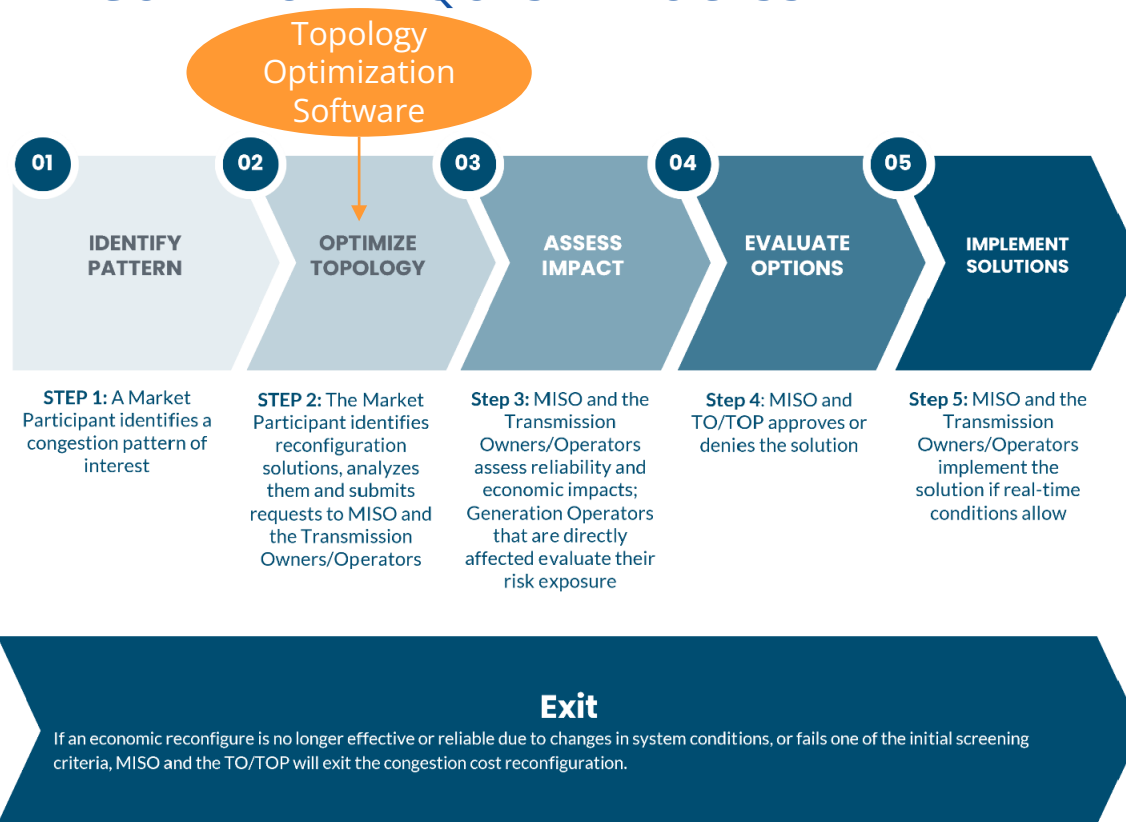 Topology
Optimization
Software
01
02
03
04
05
IDENTIFY
PATTERN
OPTIMIZE
TOPOLOGY
ASSESS
IMPACT
EVALUATE
OPTIONS
IMPLEMENT
SOLUTIONS
STEP 1: A Market
Participant identifies a
congestion pattern of
interest
STEP 2: The Market
Participant identifies
reconfiguration
solutions, analyzes
them and submits
requests to MISO and
the Transmission
Owners/Operators
Step 3: MISO and the
Transmission
Owners/Operators
assess reliability and
economic impacts;
Generation Operators
that are directly
affected evaluate their
risk exposure
Step 4: MISO and
TO/TOP approves or
denies the solution
Step 5: MISO and the
Transmission
Owners/Operators
implement the
solution if real-time
conditions allow
Exit
If an economic reconfigure is no longer effective or reliable due to changes in system conditions, or fails one of the initial screening
criteria, MISO and the TO/TOP will exit the congestion cost reconfiguration.